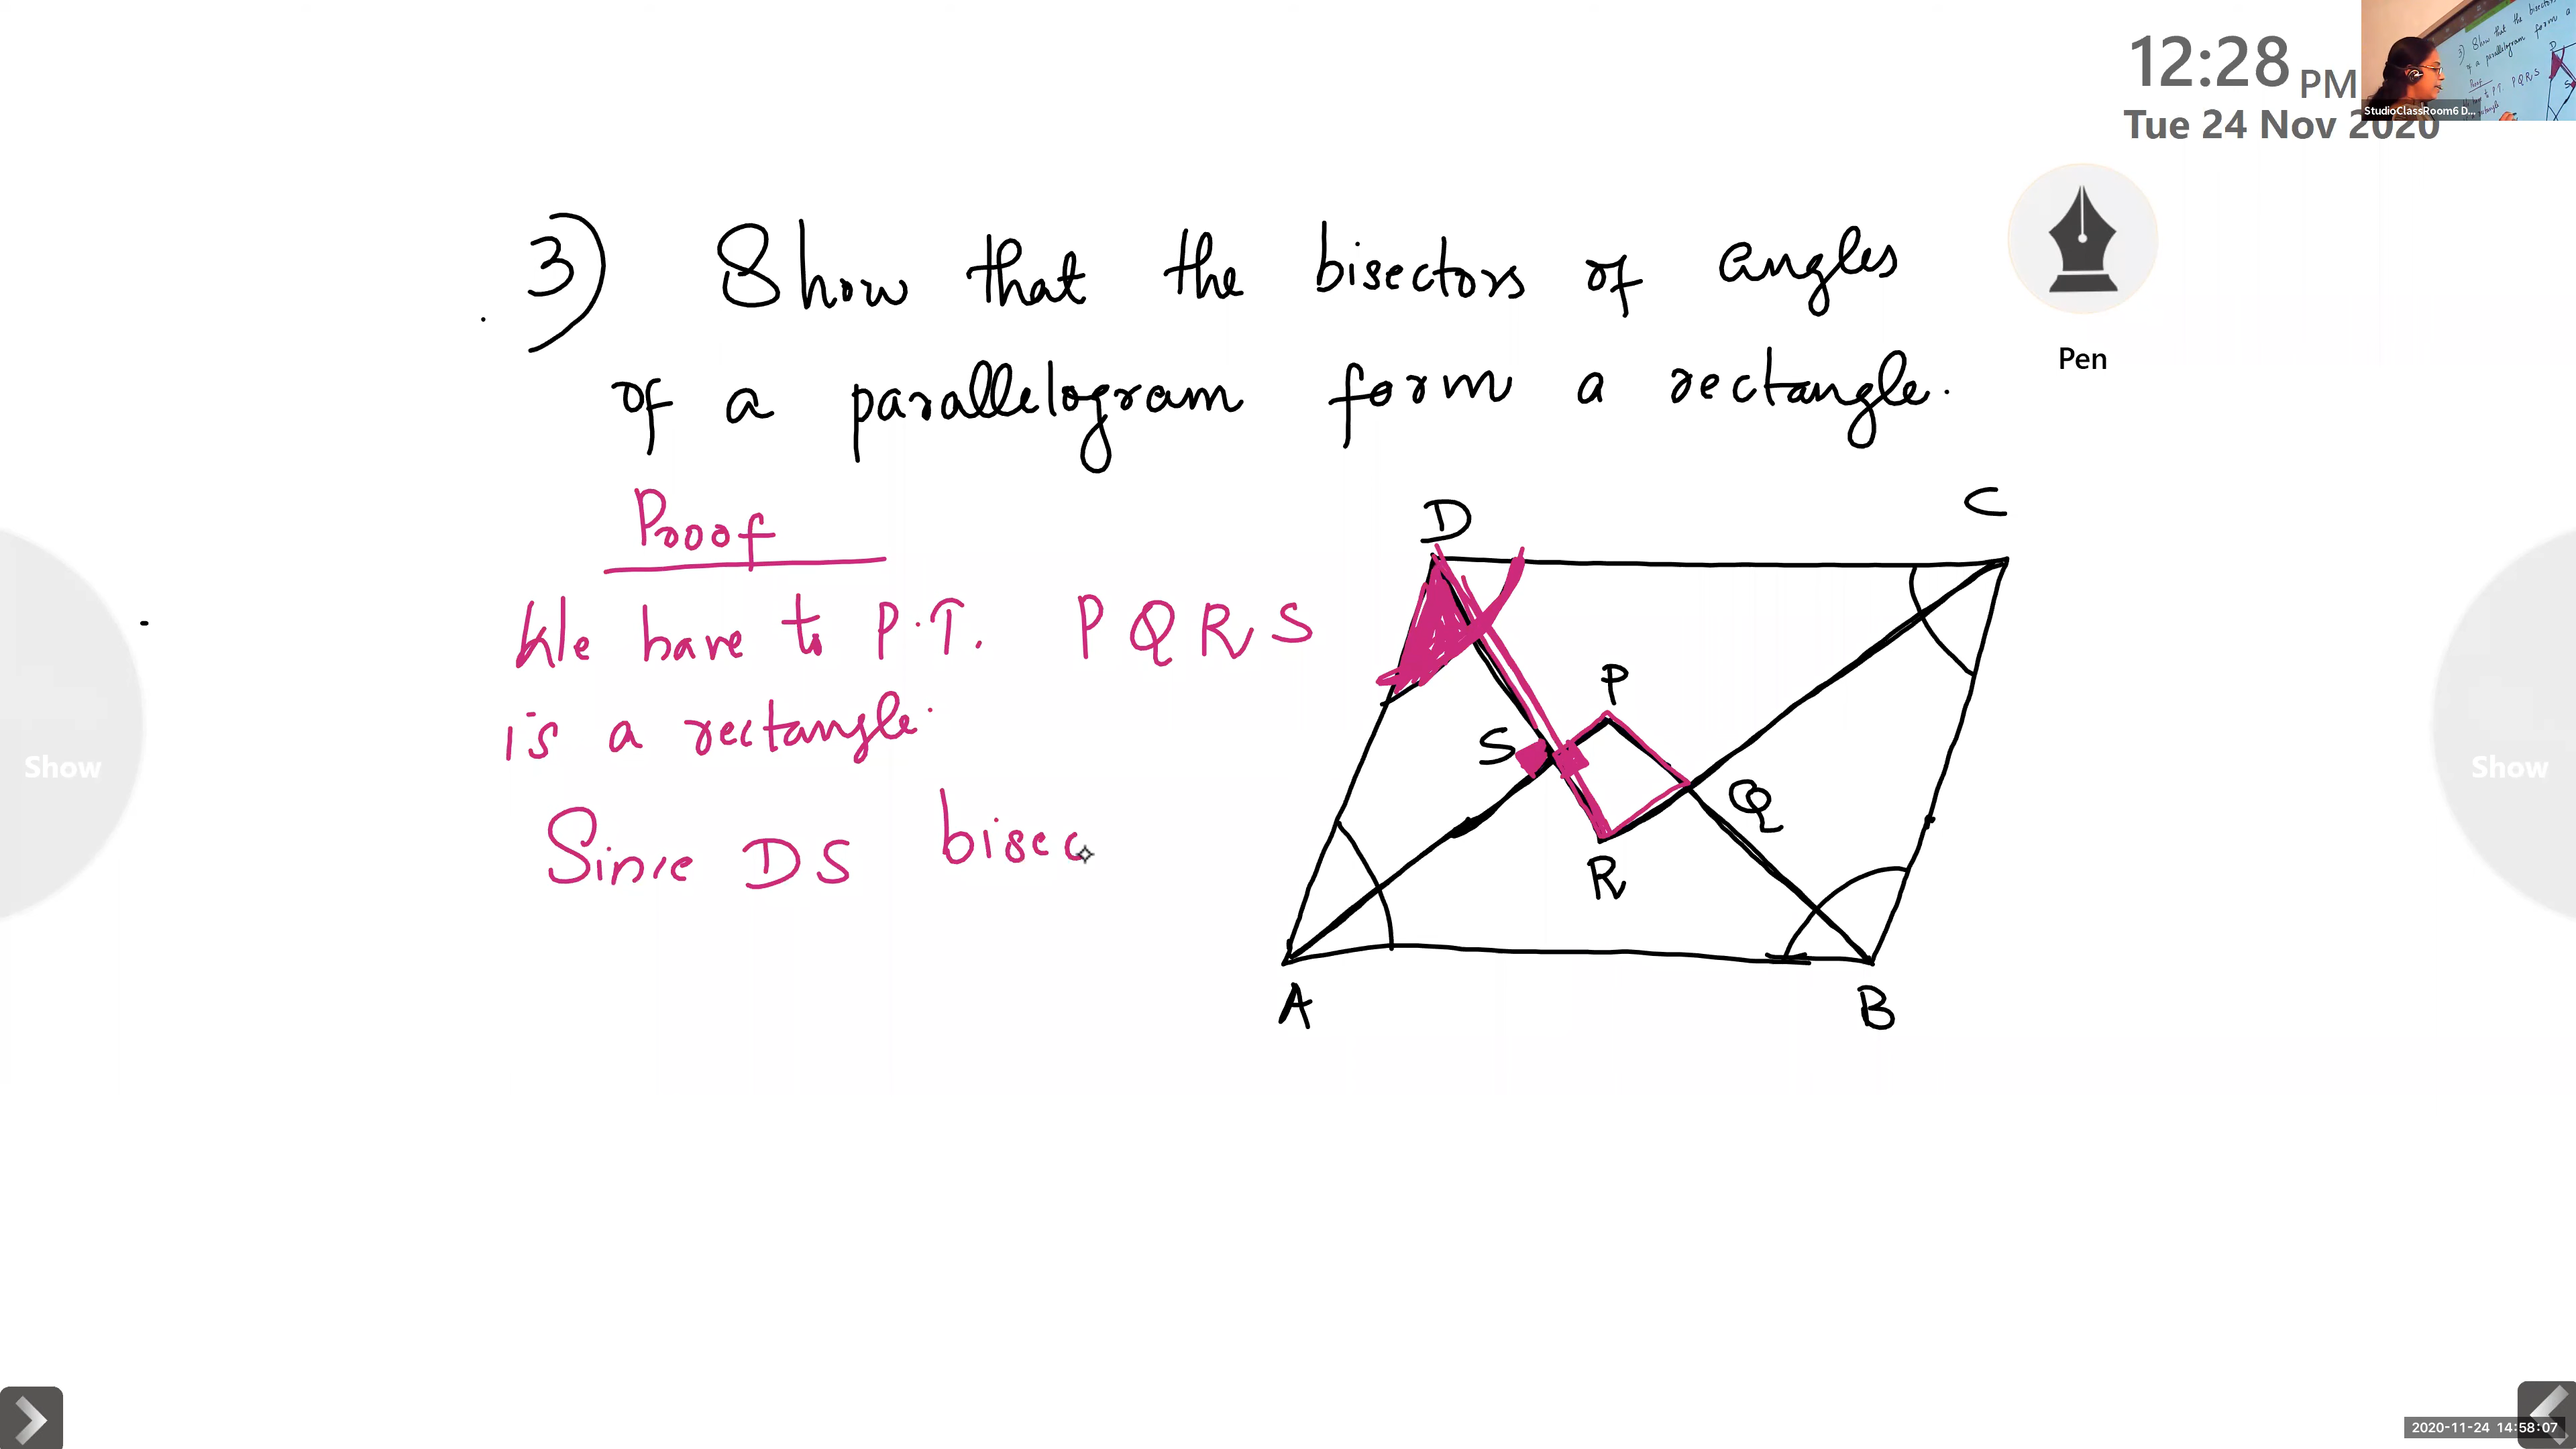 12:28 PM
Tue 24 Nov 2020
StudioClassRoom6 D...
Pen
3) Show that the bisectors of angles
of a parallelogram form a rectangle.
Proof
We have to P.T. PQRS
is a rectangle.
Since DS bisec
D
C
P
S
Q
R
A
B
Show
Show
2020-11-24 14:58:07